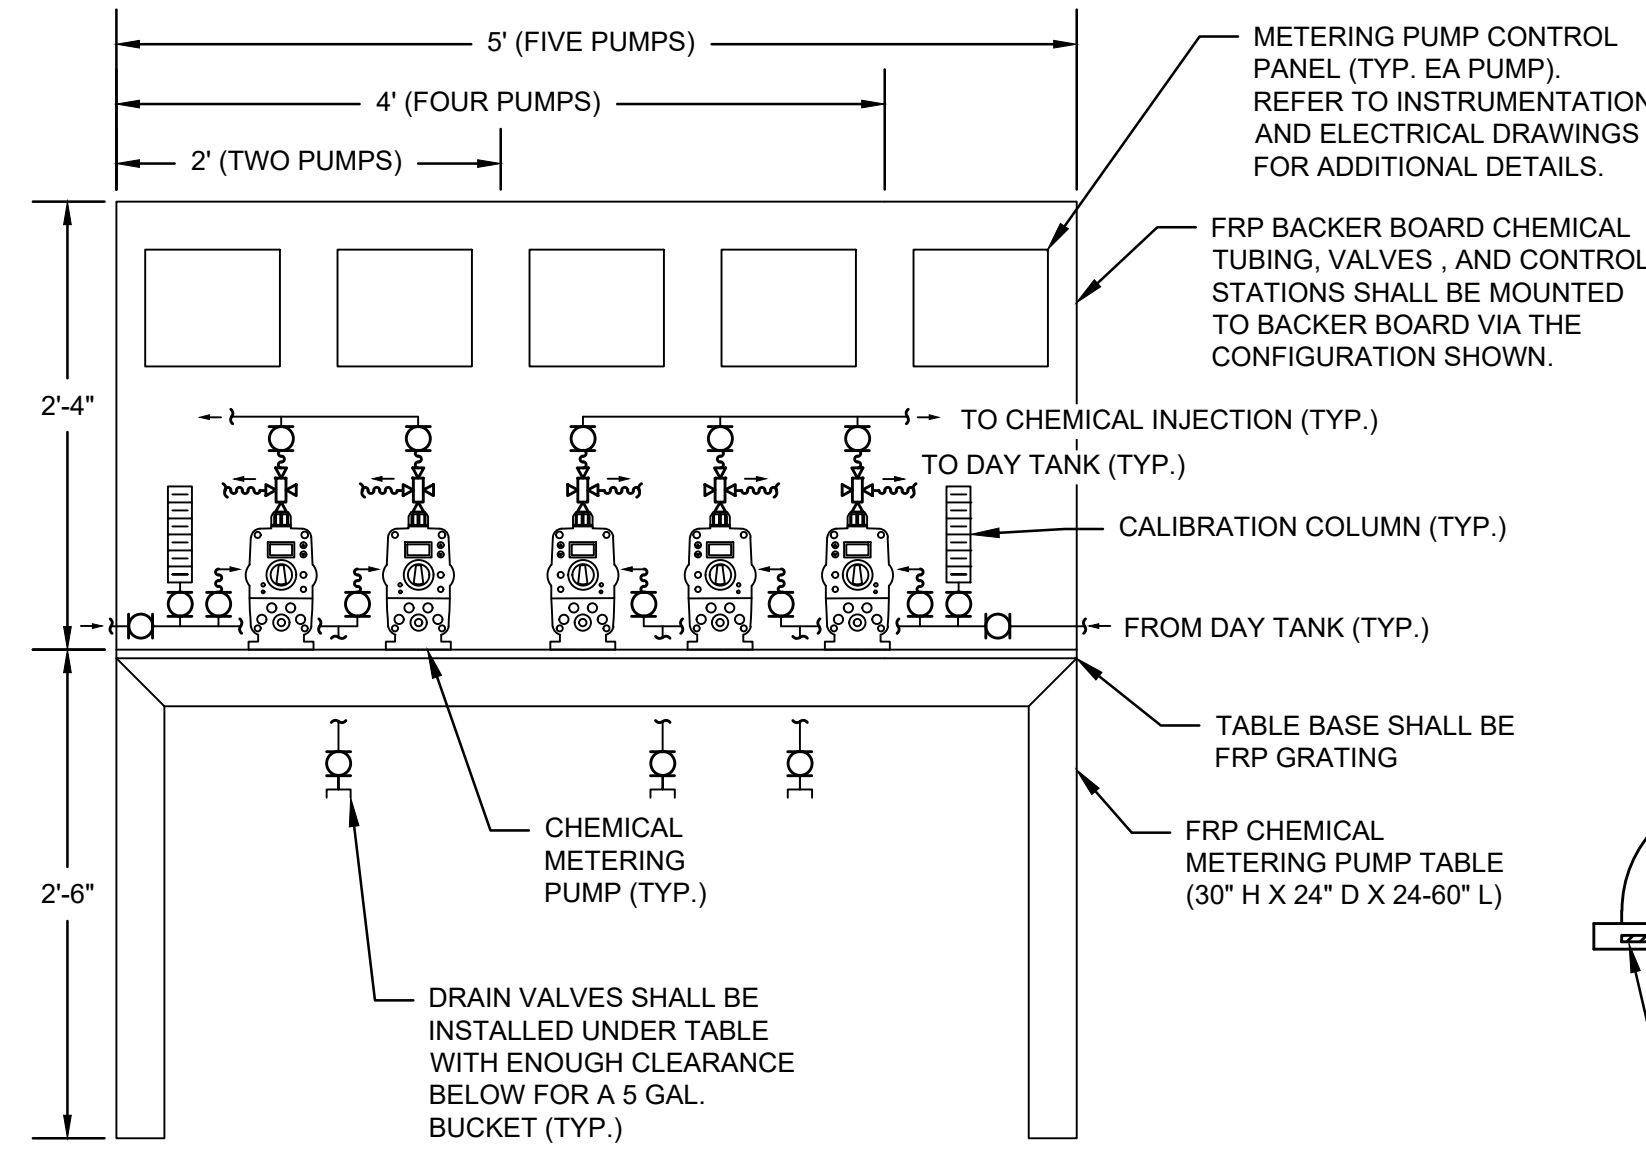 5' (FIVE PUMPS)
4' (FOUR PUMPS)
2' (TWO PUMPS)
METERING PUMP CONTROL
PANEL (TYP. EA PUMP).
REFER TO INSTRUMENTATION
AND ELECTRICAL DRAWINGS
FOR ADDITIONAL DETAILS.
FRP BACKER BOARD CHEMICAL
TUBING, VALVES , AND CONTROL
STATIONS SHALL BE MOUNTED
TO BACKER BOARD VIA THE
CONFIGURATION SHOWN.
2'-4"
TO CHEMICAL INJECTION (TYP.)
TO DAY TANK (TYP.)
CALIBRATION COLUMN (TYP.)
FROM DAY TANK (TYP.)
TABLE BASE SHALL BE
FRP GRATING
CHEMICAL
METERING
PUMP (TYP.)
FRP CHEMICAL
METERING PUMP TABLE
(30" H X 24" D X 24-60" L)
2'-6"
DRAIN VALVES SHALL BE
INSTALLED UNDER TABLE
WITH ENOUGH CLEARANCE
BELOW FOR A 5 GAL.
BUCKET (TYP.)